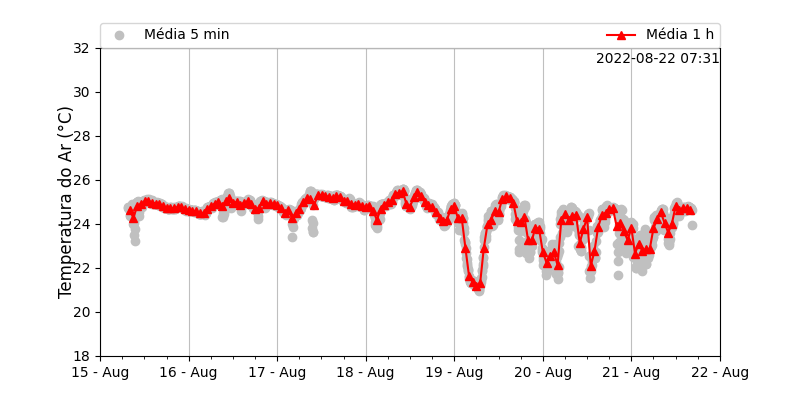 Média 5 min
Média 1 h
2022-08-22 07:31
Temperatura do Ar (°C)
32
30
28
26
24
22
20
18
15 - Aug
16 - Aug
17 - Aug
18 - Aug
19 - Aug
20 - Aug
21 - Aug
22 - Aug